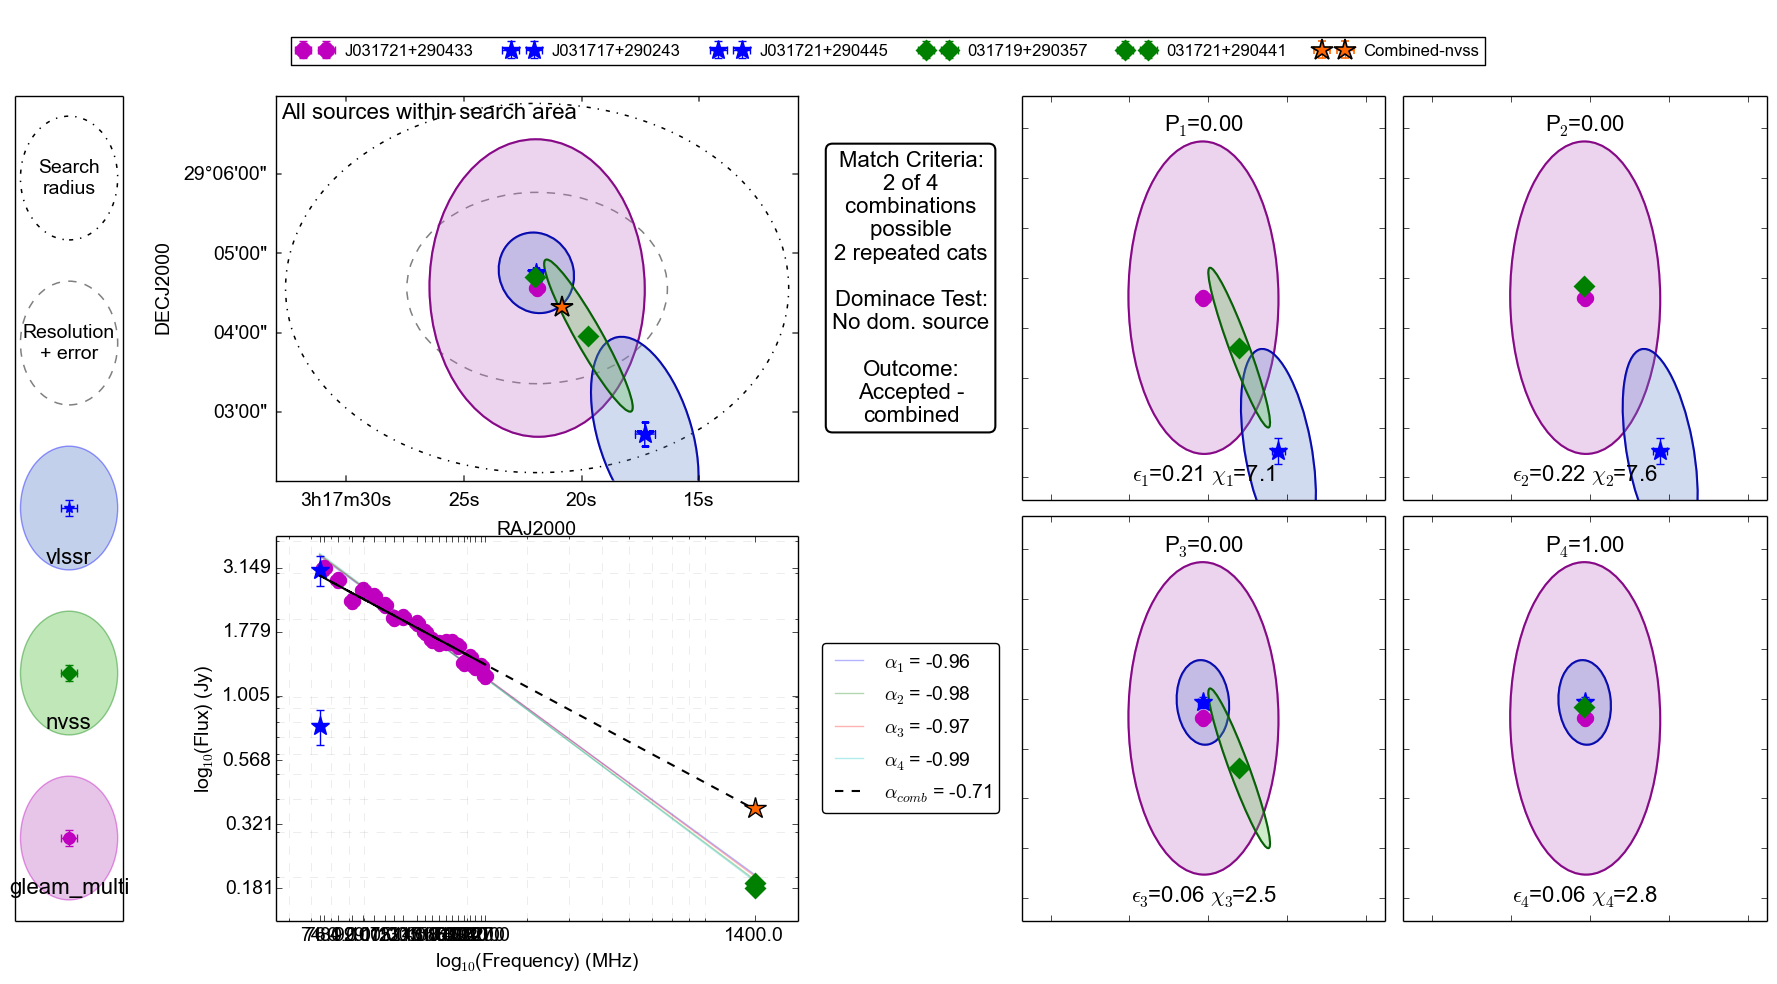 J031721+290433 J031717+290243 J031721+290445 031719+290357 031721+290441 Combined-nvss
Search
radius
Resolution
+ error
vlssr
nvss
gleam_multi
All sources within search area
DECJ2000
29°06'00"
05'00"
04'00"
03'00"
3h17m30s 25s 20s 15s
RAJ2000
Match Criteria:
2 of 4
combinations
possible
2 repeated cats
Dominace Test:
No dom. source
Outcome:
Accepted -
combined
P1=0.00
ϵ1=0.21 χ1=7.1
P2=0.00
ϵ2=0.22 χ2=7.6
P3=0.00
ϵ3=0.06 χ3=2.5
P4=1.00
ϵ4=0.06 χ4=2.8
log10(Flux) (Jy)
3.149
1.779
1.005
0.568
0.321
0.181
1400.0
log10(Frequency) (MHz)
α1 = -0.96
α2 = -0.98
α3 = -0.97
α4 = -0.99
αcomb = -0.71